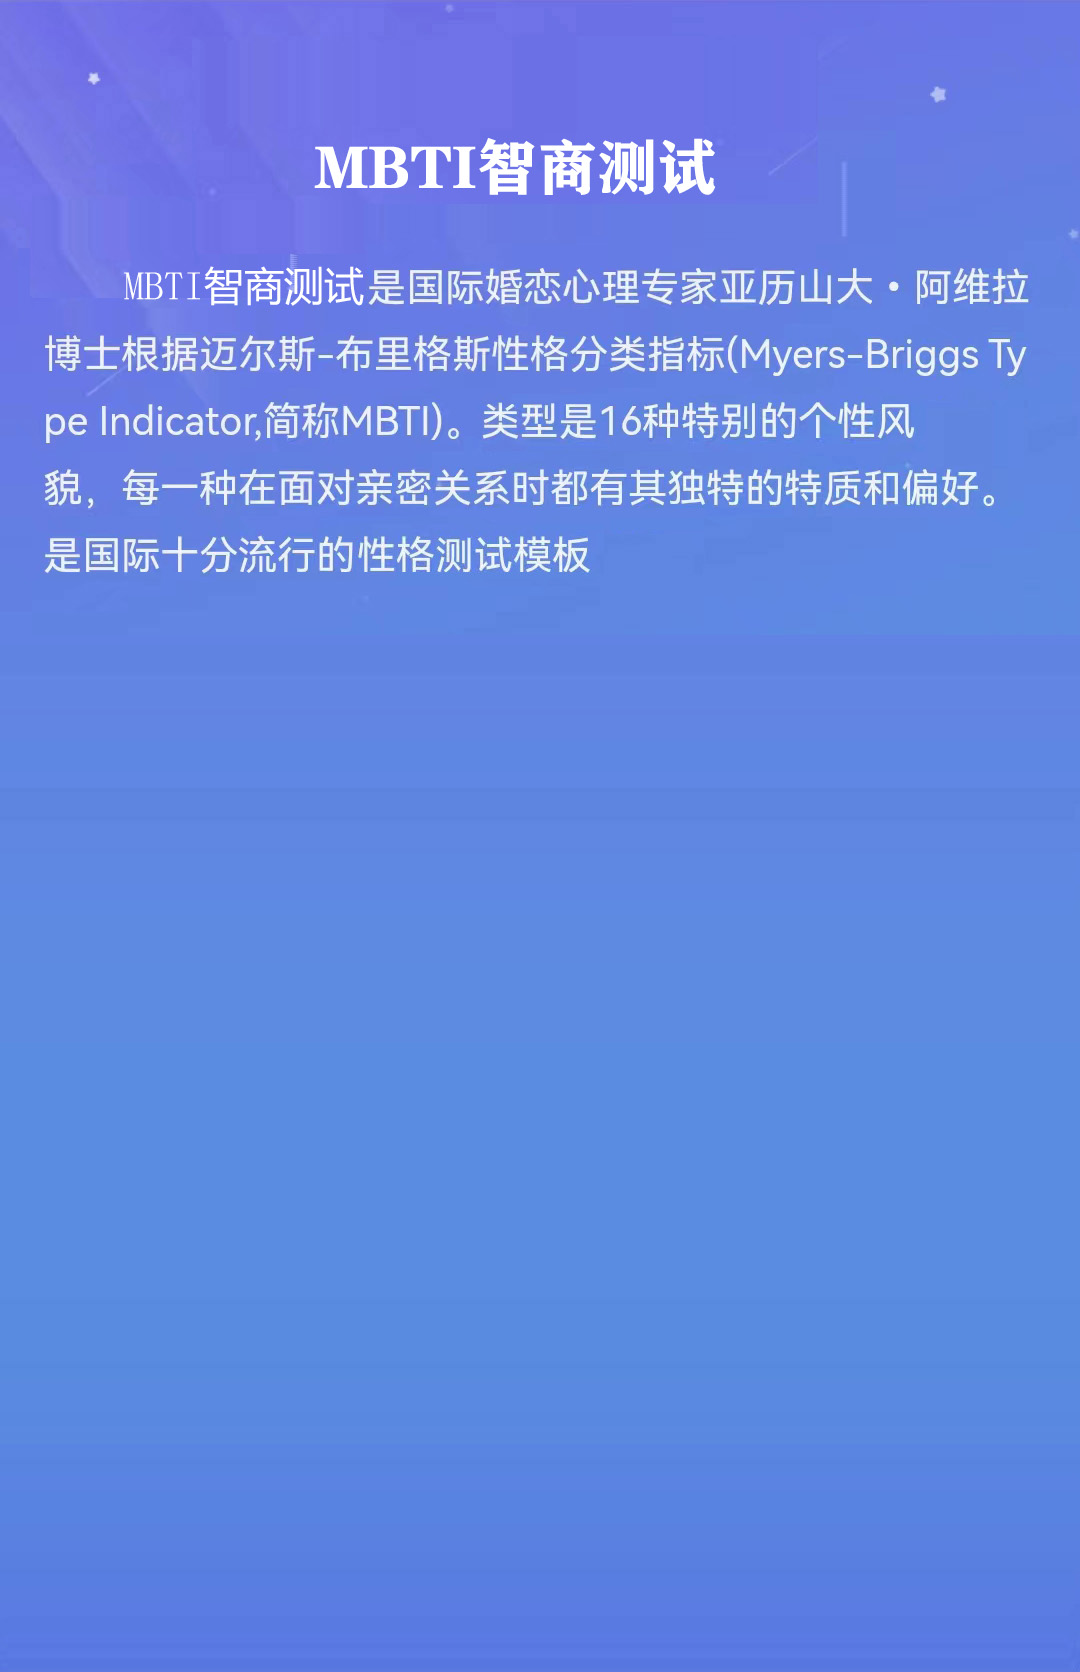 MBTI智商测试
MBTI智商测试是国际婚恋心理专家亚历山大·阿维拉
博士根据迈尔斯-布里格斯性格分类指标(Myers-Briggs Ty
pe Indicator,简称MBTI)。类型是16种特别的个性风
貌，每一种在面对亲密关系时都有其独特的特质和偏好。
是国际十分流行的性格测试模板